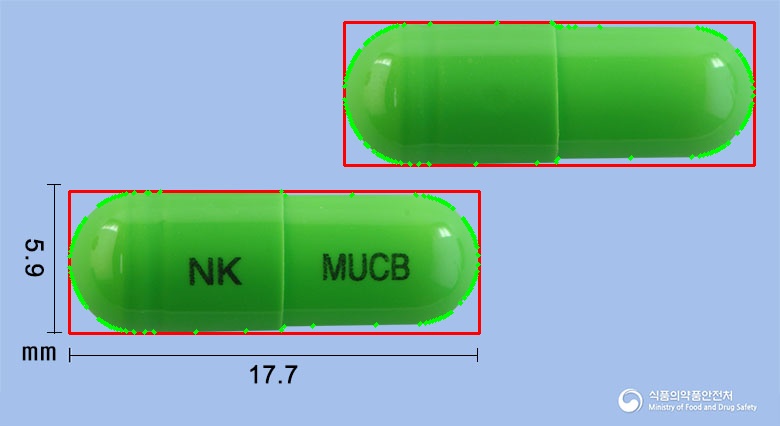 NK MUCB
5.9
mm
17.7
식품의약품안전처
Ministry of Food and Drug Safety